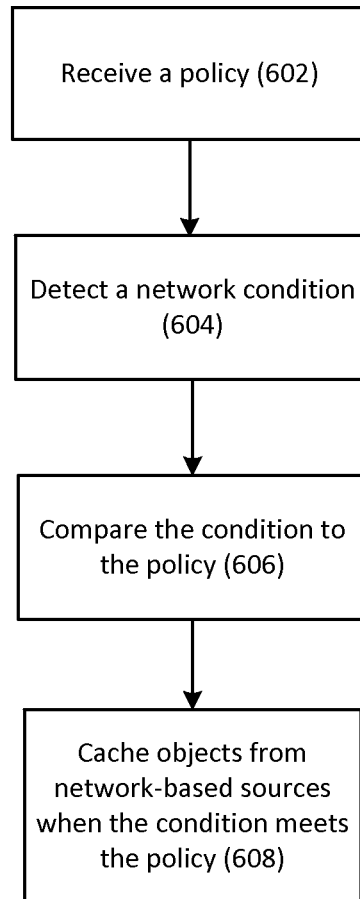 Receive a policy (602)
Detect a network condition
(604)
Compare the condition to
the policy (606)
Cache objects from
network-based sources
when the condition meets
the policy (608)